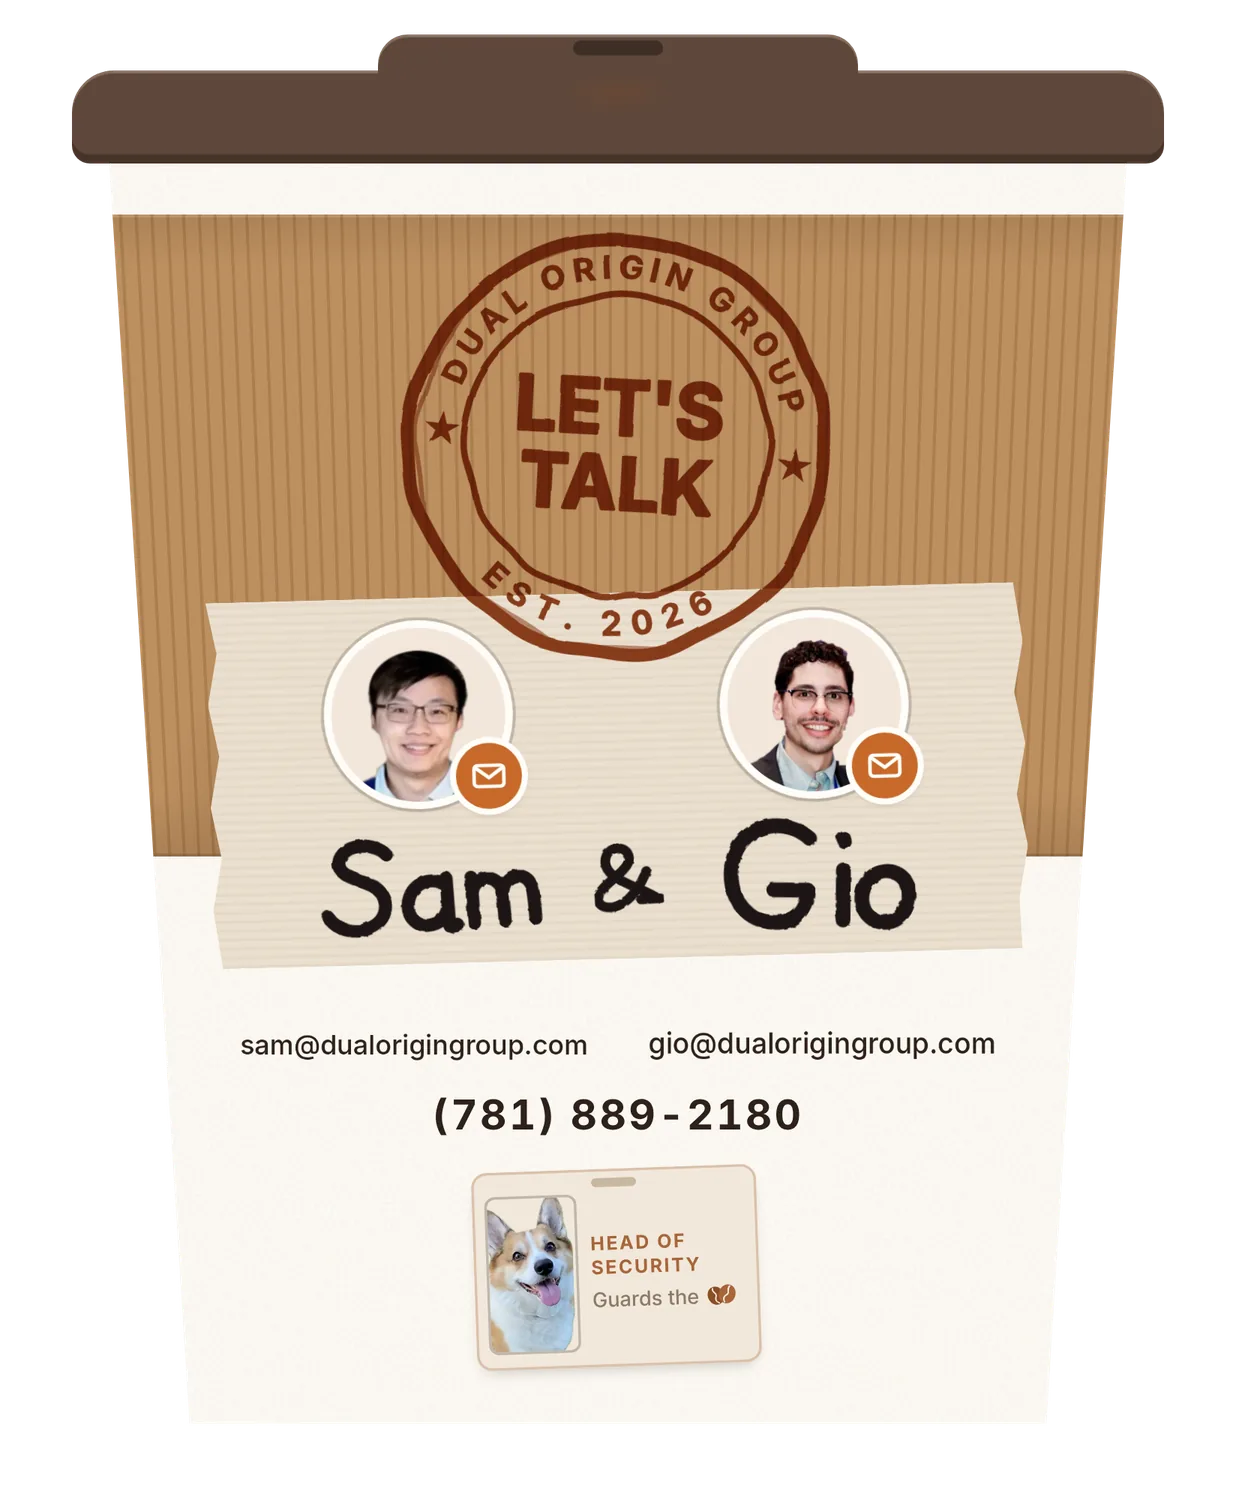 DUAL ORIGIN GROUP
LET'S
TALK
EST. 2026
Sam & Gio
sam@dualorigingroup.com
gio@dualorigingroup.com
(781) 889-2180
HEAD OF
SECURITY
Guards the